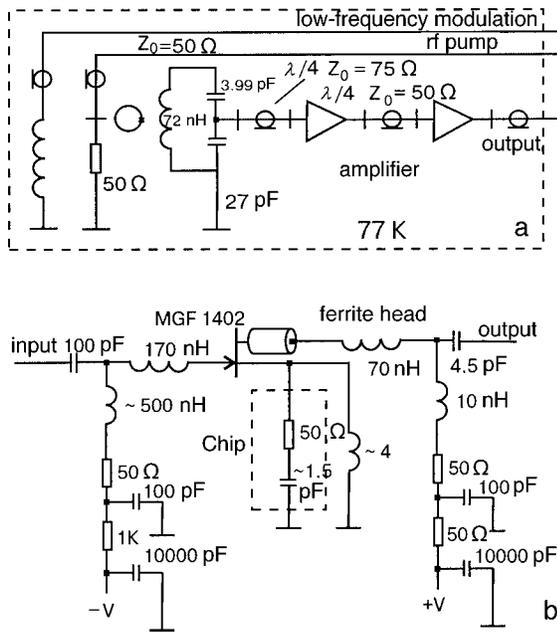 low-frequency modulation
Z₀=50 Ω
rf pump
3.99 pF
λ/4 Z₀ = 75 Ω
72 nH
λ/4 Z₀ = 50 Ω
50 Ω
output
amplifier
27 pF
77 K
a
ferrite head
MGF 1402
output
input 100 pF
170 nH
4.5 pF
70 nH
~ 500 nH
10 nH
Chip
50 Ω
~ 4
~1.5
pF
50 Ω
50 Ω
100 pF
100 pF
1K
50 Ω
10000 pF
10000 pF
−V
+V
b